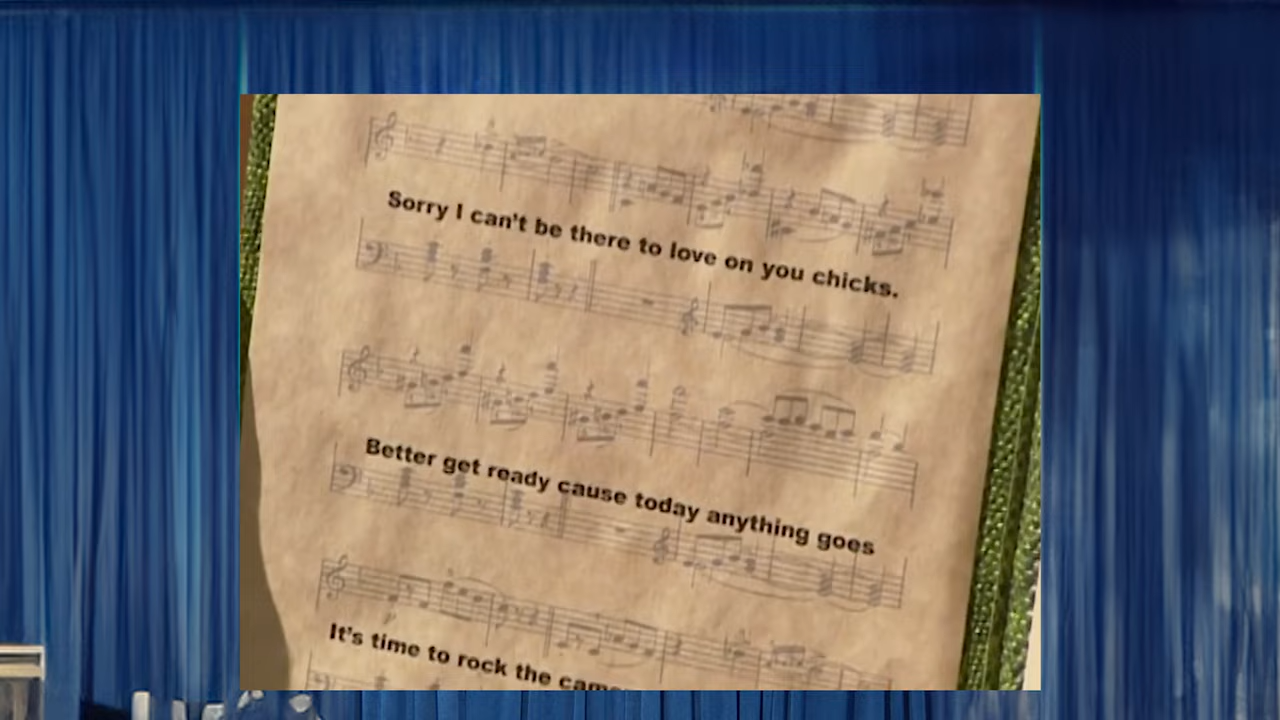 Sorry I can't be there to love on you chicks.
Better get ready cause today anything goes
It's time to rock the